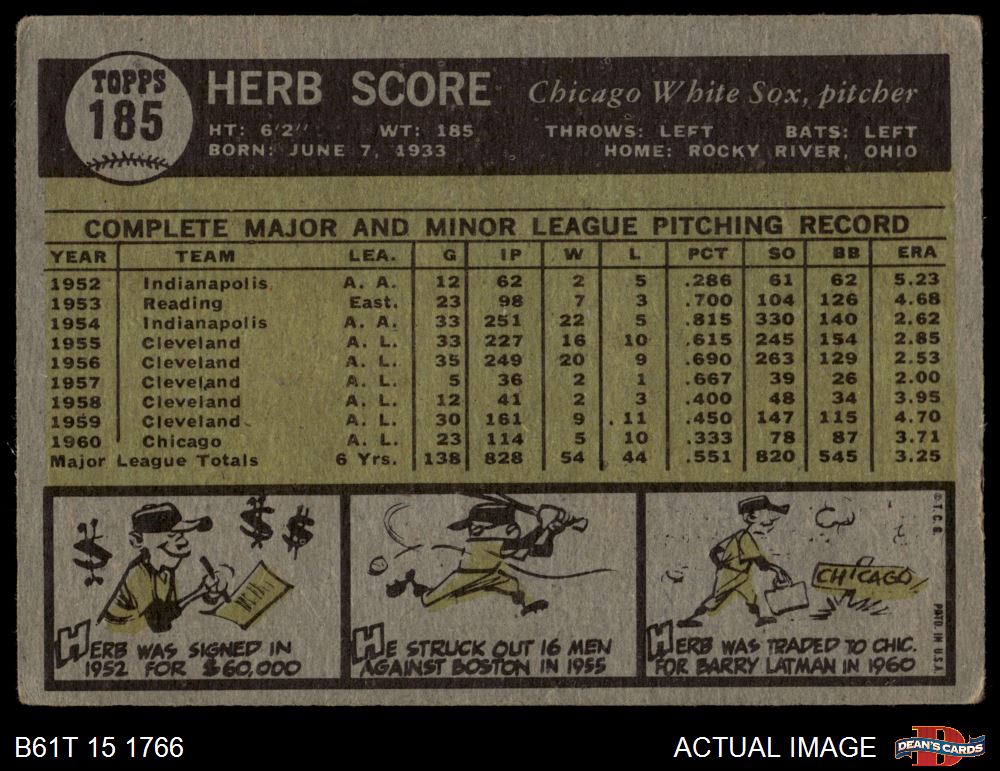 TOPPS
185
HERB SCORE
Chicago White Sox, pitcher
HT: 6'2" WT: 185 THROWS: LEFT BATS: LEFT
BORN: JUNE 7, 1933 HOME: ROCKY RIVER, OHIO
COMPLETE MAJOR AND MINOR LEAGUE PITCHING RECORD
YEAR TEAM LEA. G IP W L PCT SO BB ERA
1952 Indianapolis A. A. 12 62 2 5 .286 61 62 5.23
1953 Reading East. 23 98 7 3 .700 104 126 4.68
1954 Indianapolis A. A. 33 251 22 5 .815 330 140 2.62
1955 Cleveland A. L. 33 227 16 10 .615 245 154 2.85
1956 Cleveland A. L. 35 249 20 9 .690 263 129 2.53
1957 Cleveland A. L. 5 36 2 1 .667 39 26 2.00
1958 Cleveland A. L. 12 41 2 3 .400 48 34 3.95
1959 Cleveland A. L. 30 161 9 11 .450 147 115 4.70
1960 Chicago A. L. 23 114 5 10 .333 78 87 3.71
Major League Totals 6 Yrs. 138 828 54 44 .551 820 545 3.25
$ $ $
HERB WAS SIGNED IN
1952 FOR $60,000
HE STRUCK OUT 16 MEN
AGAINST BOSTON IN 1955
CHICAGO
HERB WAS TRADED TO CHIC.
FOR BARRY LATMAN IN 1960
© T.C.G.
PRTD IN U.S.A.
B61T 15 1766
ACTUAL IMAGE
D
DEAN'S CARDS